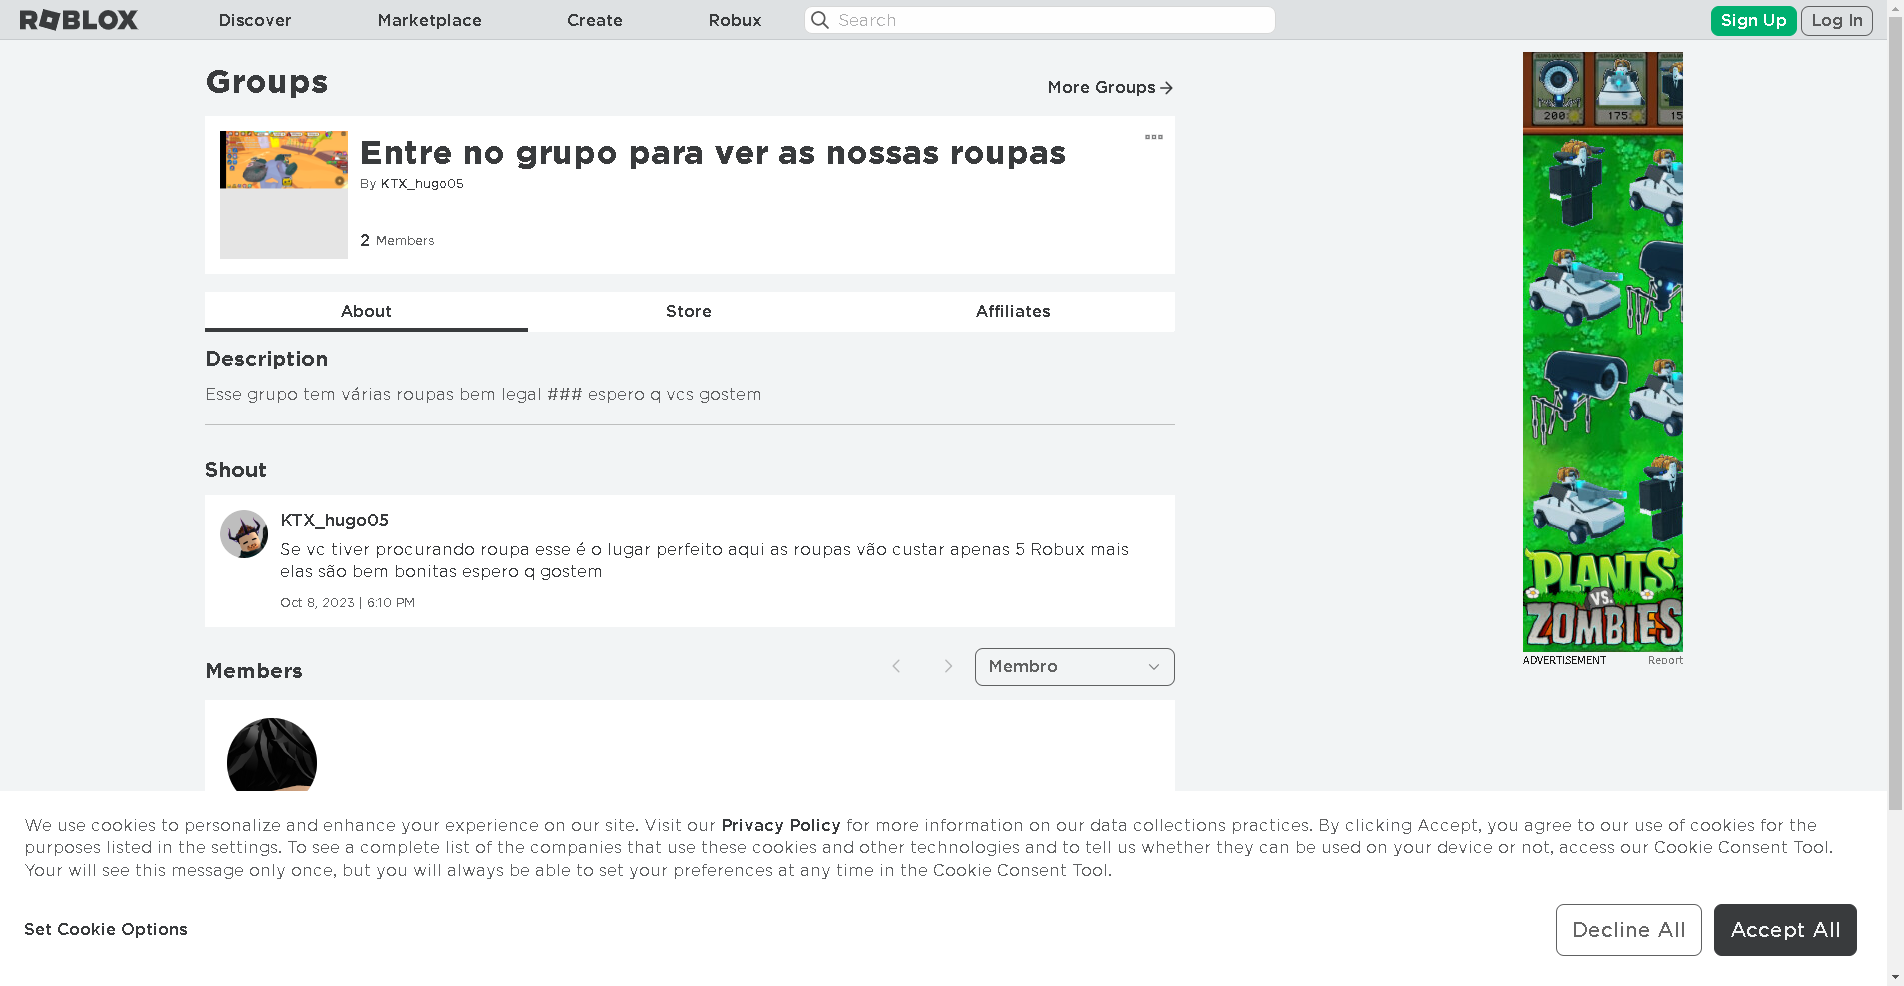 ROBLOX Discover Marketplace Create Robux Search Sign Up Log In
Groups
More Groups
Entre no grupo para ver as nossas roupas
By KTX_hugo05
2 Members
About Store Affiliates
Description
Esse grupo tem várias roupas bem legal ### espero q vcs gostem
Shout
KTX_hugo05
Se vc tiver procurando roupa esse é o lugar perfeito aqui as roupas vão custar apenas 5 Robux mais
elas são bem bonitas espero q gostem
Oct 8, 2023 | 6:10 PM
Members
Membro
200 175 15
PLANTS
VS.
ZOMBIES
ADVERTISEMENT Report
We use cookies to personalize and enhance your experience on our site. Visit our Privacy Policy for more information on our data collections practices. By clicking Accept, you agree to our use of cookies for the
purposes listed in the settings. To see a complete list of the companies that use these cookies and other technologies and to tell us whether they can be used on your device or not, access our Cookie Consent Tool.
Your will see this message only once, but you will always be able to set your preferences at any time in the Cookie Consent Tool.
Set Cookie Options
Decline All Accept All